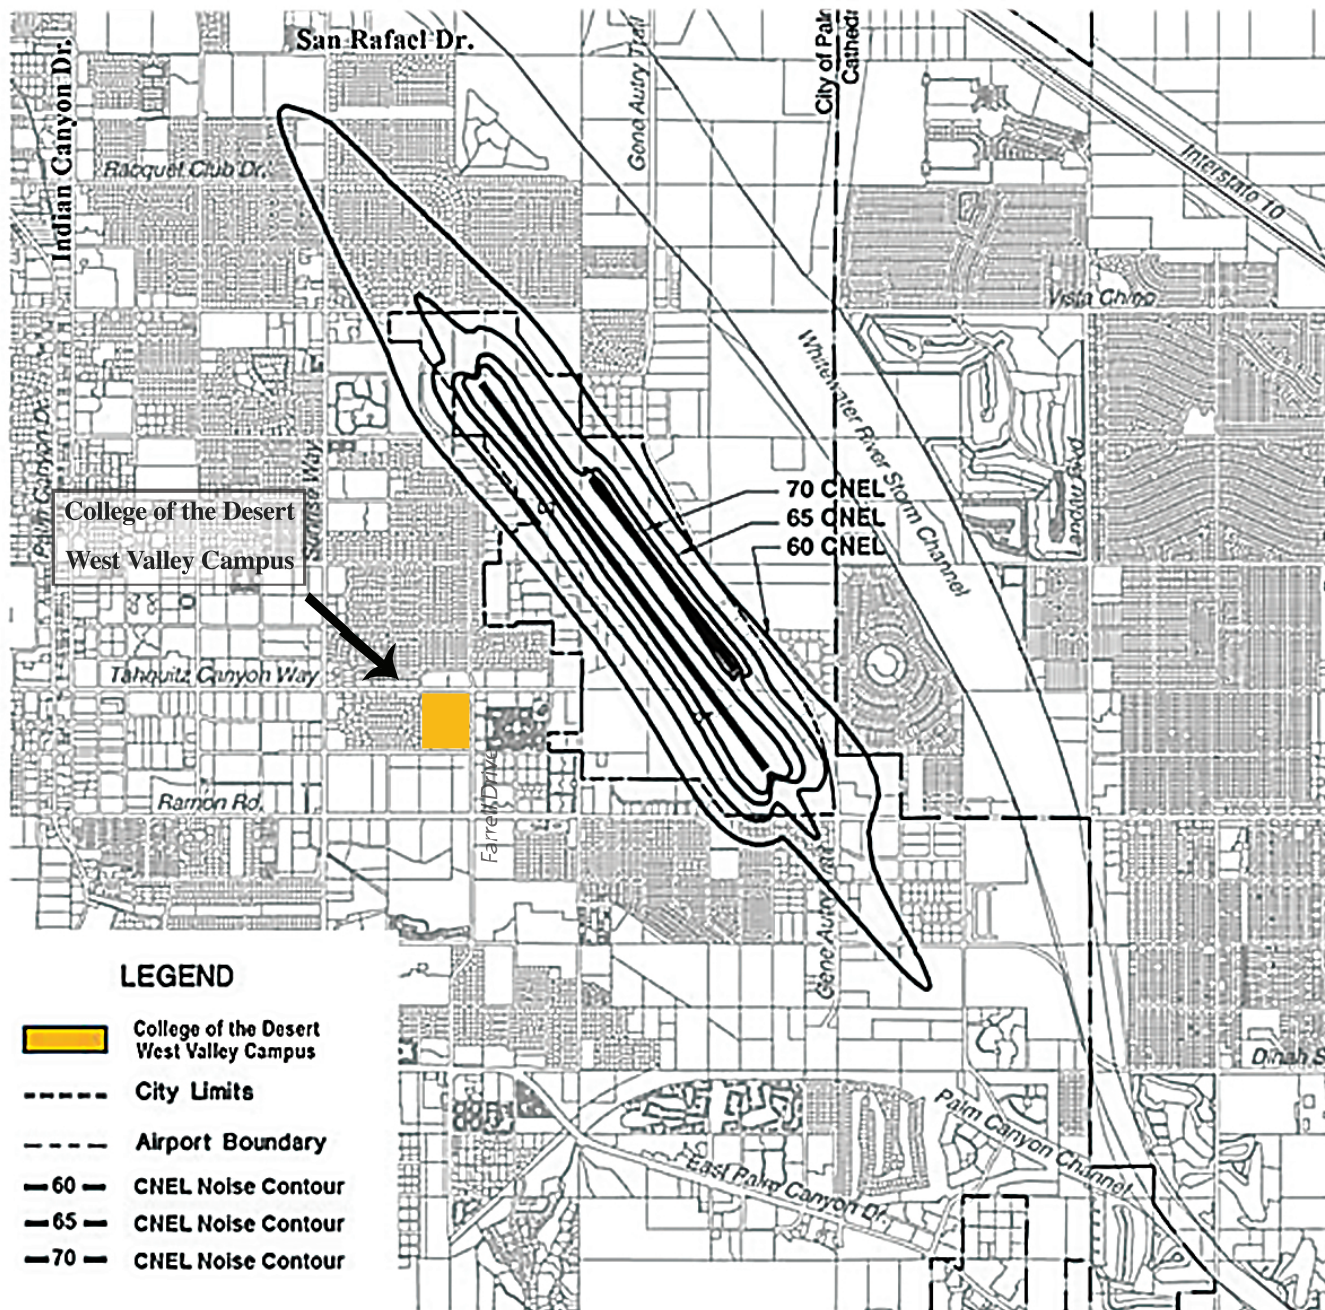 San Rafael Dr.
Indian Canyon Dr.
Gene Autry Trail
City of Palm
Cathedr
Racquet Club Dr.
Interstate 10
Vista Chino
Whitewater River Storm Channel
Landau Blvd
Palm Canyon Dr.
Sunrise Way
70 CNEL
65 CNEL
60 CNEL
College of the Desert
West Valley Campus
Tahquitz Canyon Way
Farrell Drive
Ramon Rd.
Gene Autry Trail
LEGEND
College of the Desert
West Valley Campus
City Limits
Airport Boundary
60 CNEL Noise Contour
65 CNEL Noise Contour
70 CNEL Noise Contour
Dinah S
Palm Canyon Channel
East Palm Canyon Dr.